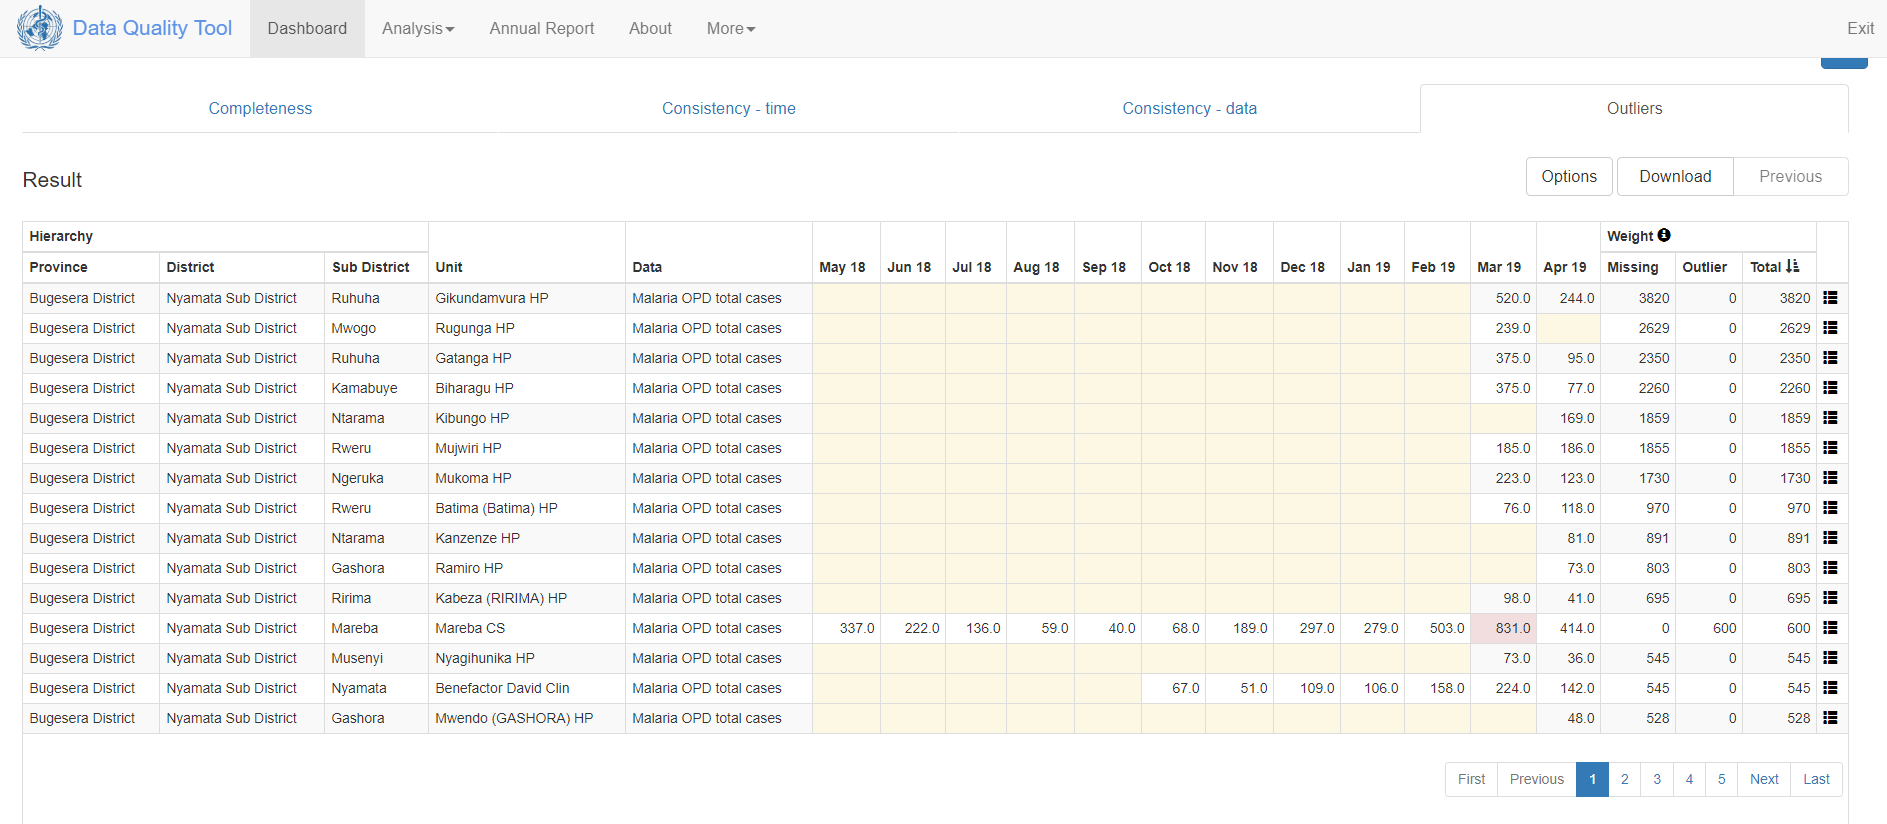 Data Quality Tool Dashboard Analysis Annual Report About More Exit
Completeness Consistency - time Consistency - data Outliers
Result Options Download Previous
Hierarchy Weight
Province District Sub District Unit Data May 18 Jun 18 Jul 18 Aug 18 Sep 18 Oct 18 Nov 18 Dec 18 Jan 19 Feb 19 Mar 19 Apr 19 Missing Outlier Total
Bugesera District Nyamata Sub District Ruhuha Gikundamvura HP Malaria OPD total cases 520.0 244.0 3820 0 3820
Bugesera District Nyamata Sub District Mwogo Rugunga HP Malaria OPD total cases 239.0 2629 0 2629
Bugesera District Nyamata Sub District Ruhuha Gatanga HP Malaria OPD total cases 375.0 95.0 2350 0 2350
Bugesera District Nyamata Sub District Kamabuye Biharagu HP Malaria OPD total cases 375.0 77.0 2260 0 2260
Bugesera District Nyamata Sub District Ntarama Kibungo HP Malaria OPD total cases 169.0 1859 0 1859
Bugesera District Nyamata Sub District Rweru Mujwiri HP Malaria OPD total cases 185.0 186.0 1855 0 1855
Bugesera District Nyamata Sub District Ngeruka Mukoma HP Malaria OPD total cases 223.0 123.0 1730 0 1730
Bugesera District Nyamata Sub District Rweru Batima (Batima) HP Malaria OPD total cases 76.0 118.0 970 0 970
Bugesera District Nyamata Sub District Ntarama Kanzenze HP Malaria OPD total cases 81.0 891 0 891
Bugesera District Nyamata Sub District Gashora Ramiro HP Malaria OPD total cases 73.0 803 0 803
Bugesera District Nyamata Sub District Ririma Kabeza (RIRIMA) HP Malaria OPD total cases 98.0 41.0 695 0 695
Bugesera District Nyamata Sub District Mareba Mareba CS Malaria OPD total cases 337.0 222.0 136.0 59.0 40.0 68.0 189.0 297.0 279.0 503.0 831.0 414.0 0 600 600
Bugesera District Nyamata Sub District Musenyi Nyagihunika HP Malaria OPD total cases 73.0 36.0 545 0 545
Bugesera District Nyamata Sub District Nyamata Benefactor David Clin Malaria OPD total cases 67.0 51.0 109.0 106.0 158.0 224.0 142.0 545 0 545
Bugesera District Nyamata Sub District Gashora Mwendo (GASHORA) HP Malaria OPD total cases 48.0 528 0 528
First Previous 1 2 3 4 5 Next Last